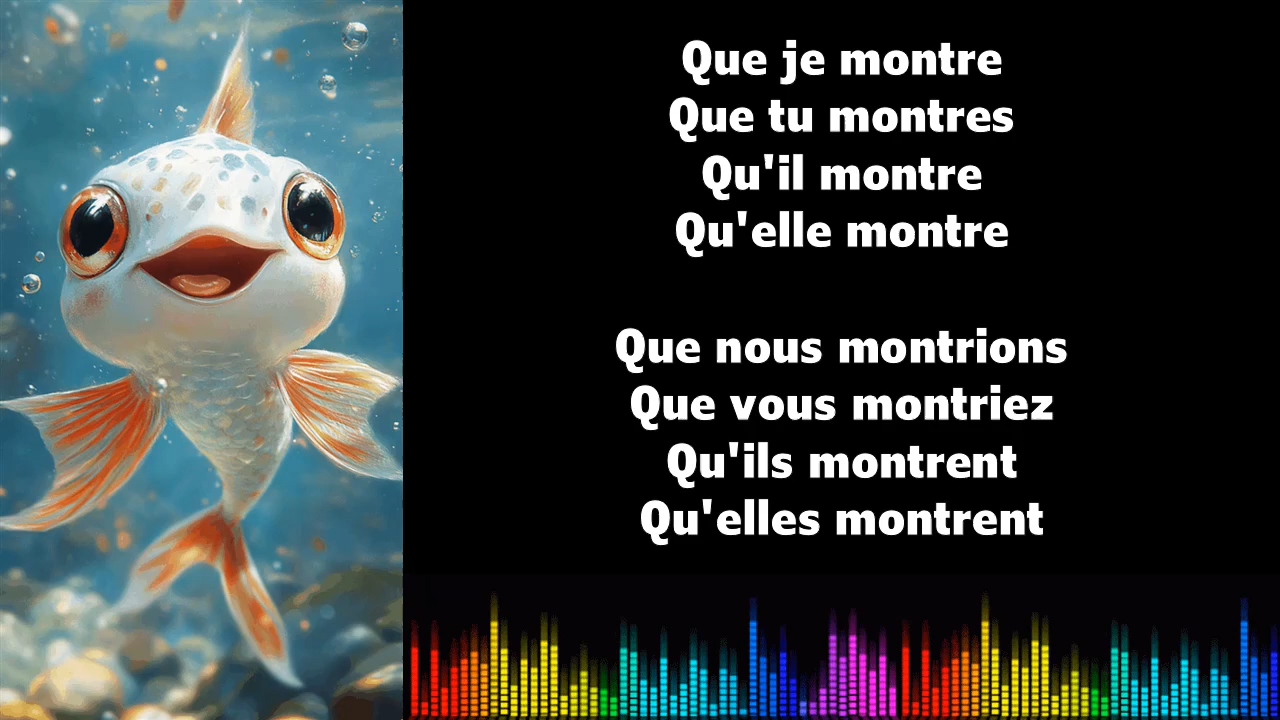 Que je montre
Que tu montres
Qu'il montre
Qu'elle montre
Que nous montrions
Que vous montriez
Qu'ils montrent
Qu'elles montrent